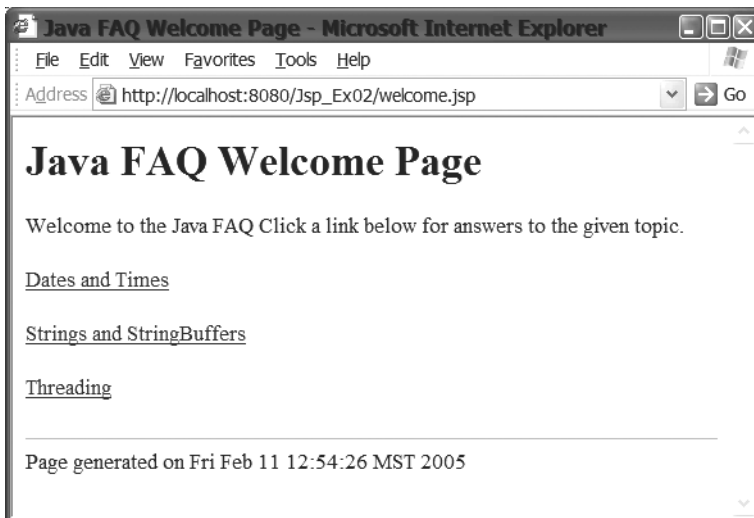 Java FAQ Welcome Page - Microsoft Internet Explorer
File Edit View Favorites Tools Help
Address http://localhost:8080/Jsp_Ex02/welcome.jsp Go
Java FAQ Welcome Page
Welcome to the Java FAQ Click a link below for answers to the given topic.
Dates and Times
Strings and StringBuffers
Threading
Page generated on Fri Feb 11 12:54:26 MST 2005